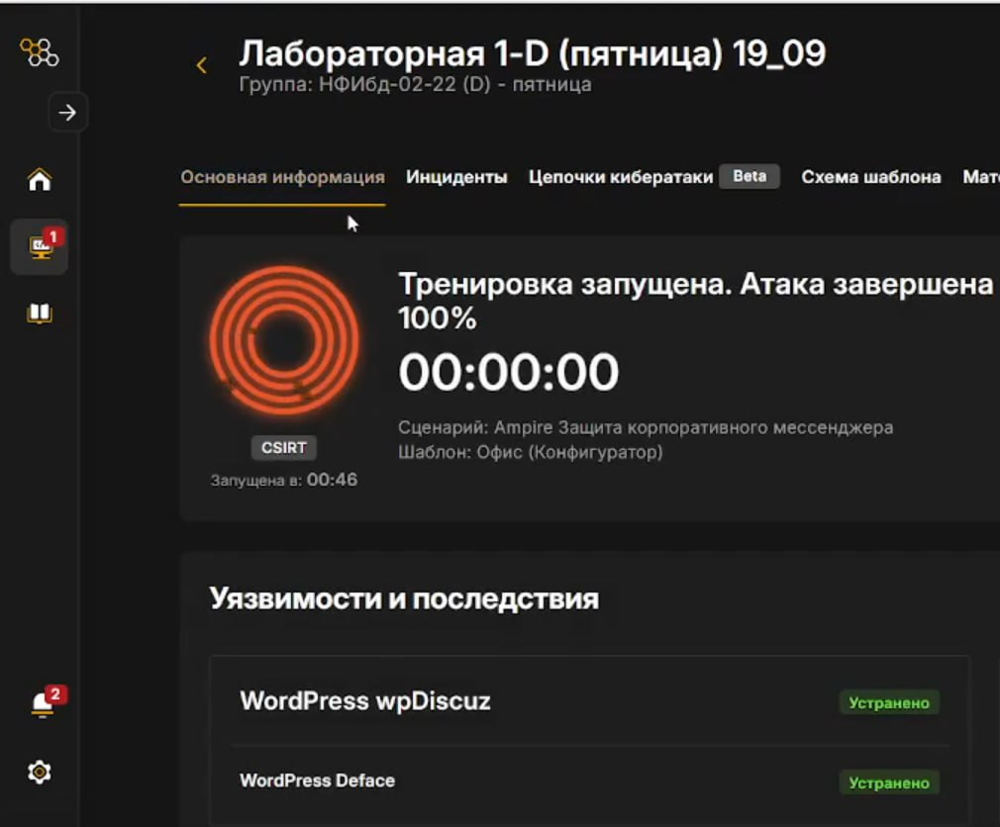 Лабораторная 1-D (пятница) 19_09
Группа: НФИбд-02-22 (D) - пятница
Основная информация Инциденты Цепочки кибератаки Beta Схема шаблона Мат
1
Тренировка запущена. Атака завершена
100%
00:00:00
Сценарий: Ampire Защита корпоративного мессенджера
Шаблон: Офис (Конфигуратор)
CSIRT
Запущена в: 00:46
Уязвимости и последствия
WordPress wpDiscuz Устранено
WordPress Deface Устранено
2